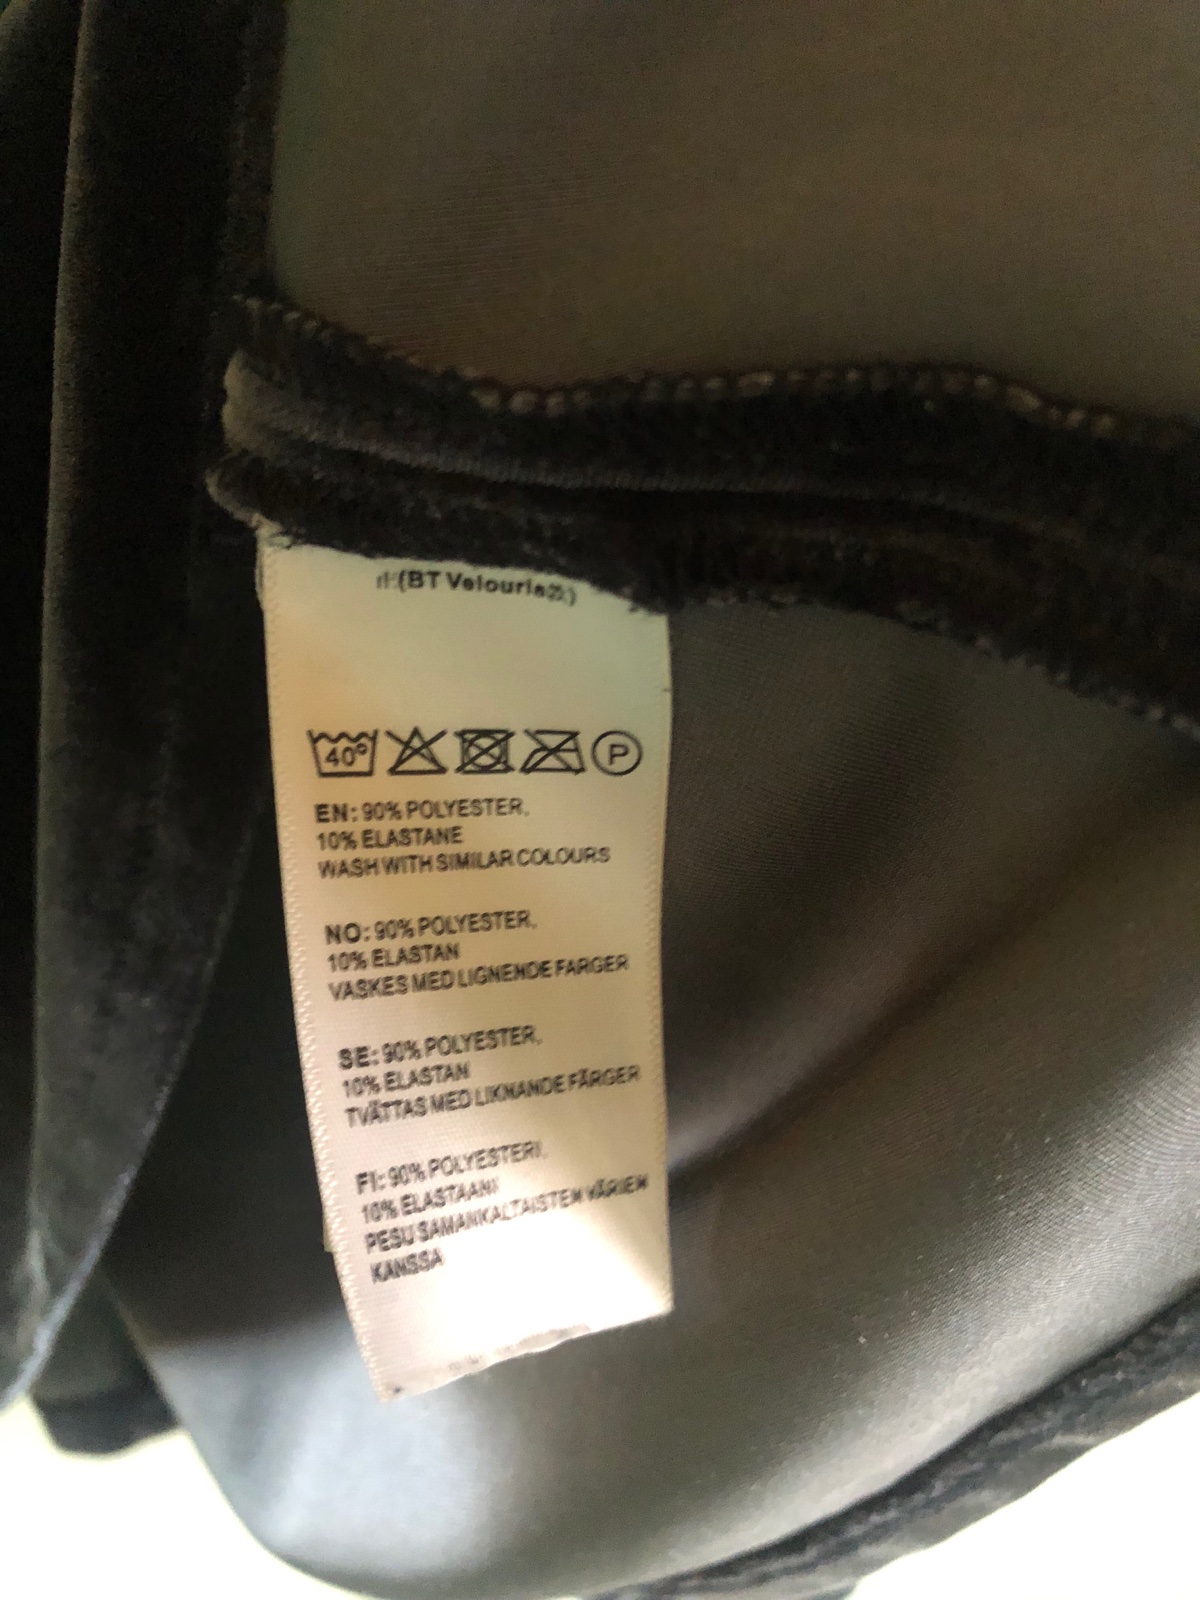 (BT Velour
40°
P
EN: 90% POLYESTER,
10% ELASTANE
WASH WITH SIMILAR COLOURS
NO: 90% POLYESTER,
10% ELASTAN
VASKES MED LIGNENDE FARGER
SE: 90% POLYESTER,
10% ELASTAN
TVÄTTAS MED LIKNANDE FÄRGER
FI: 90% POLYESTERI,
10% ELASTAANI
PESU SAMANKALTAISTEN VÄRIEN
KANSSA